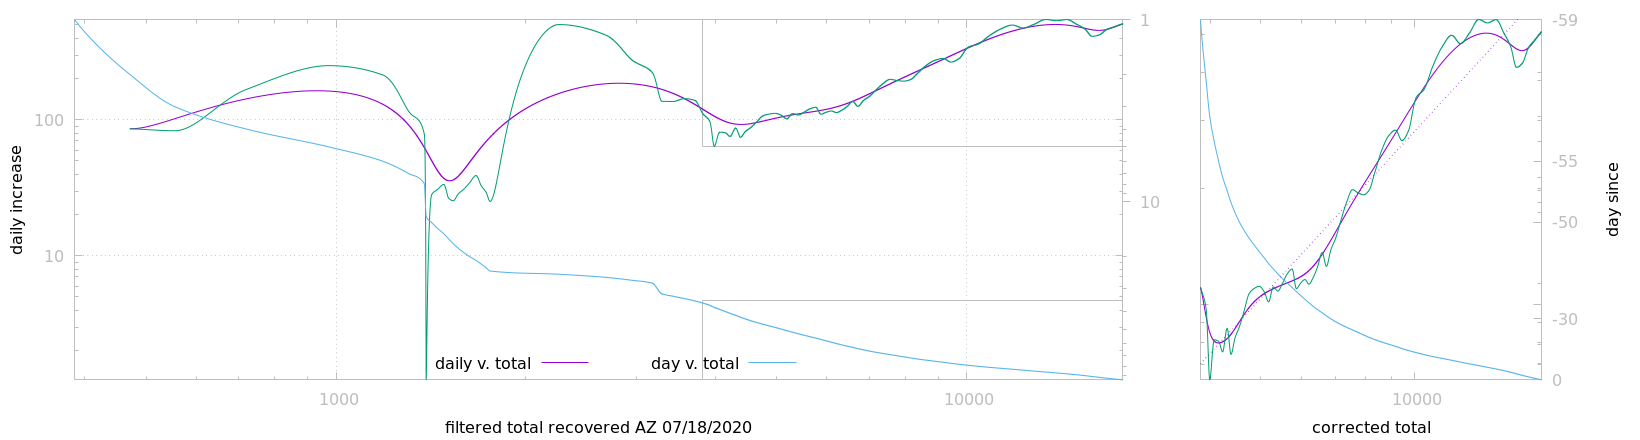 daily increase
100
10
1000
10000
1
10
daily v. total
day v. total
filtered total recovered AZ 07/18/2020
-59
-55
-50
-30
0
day since
10000
corrected total